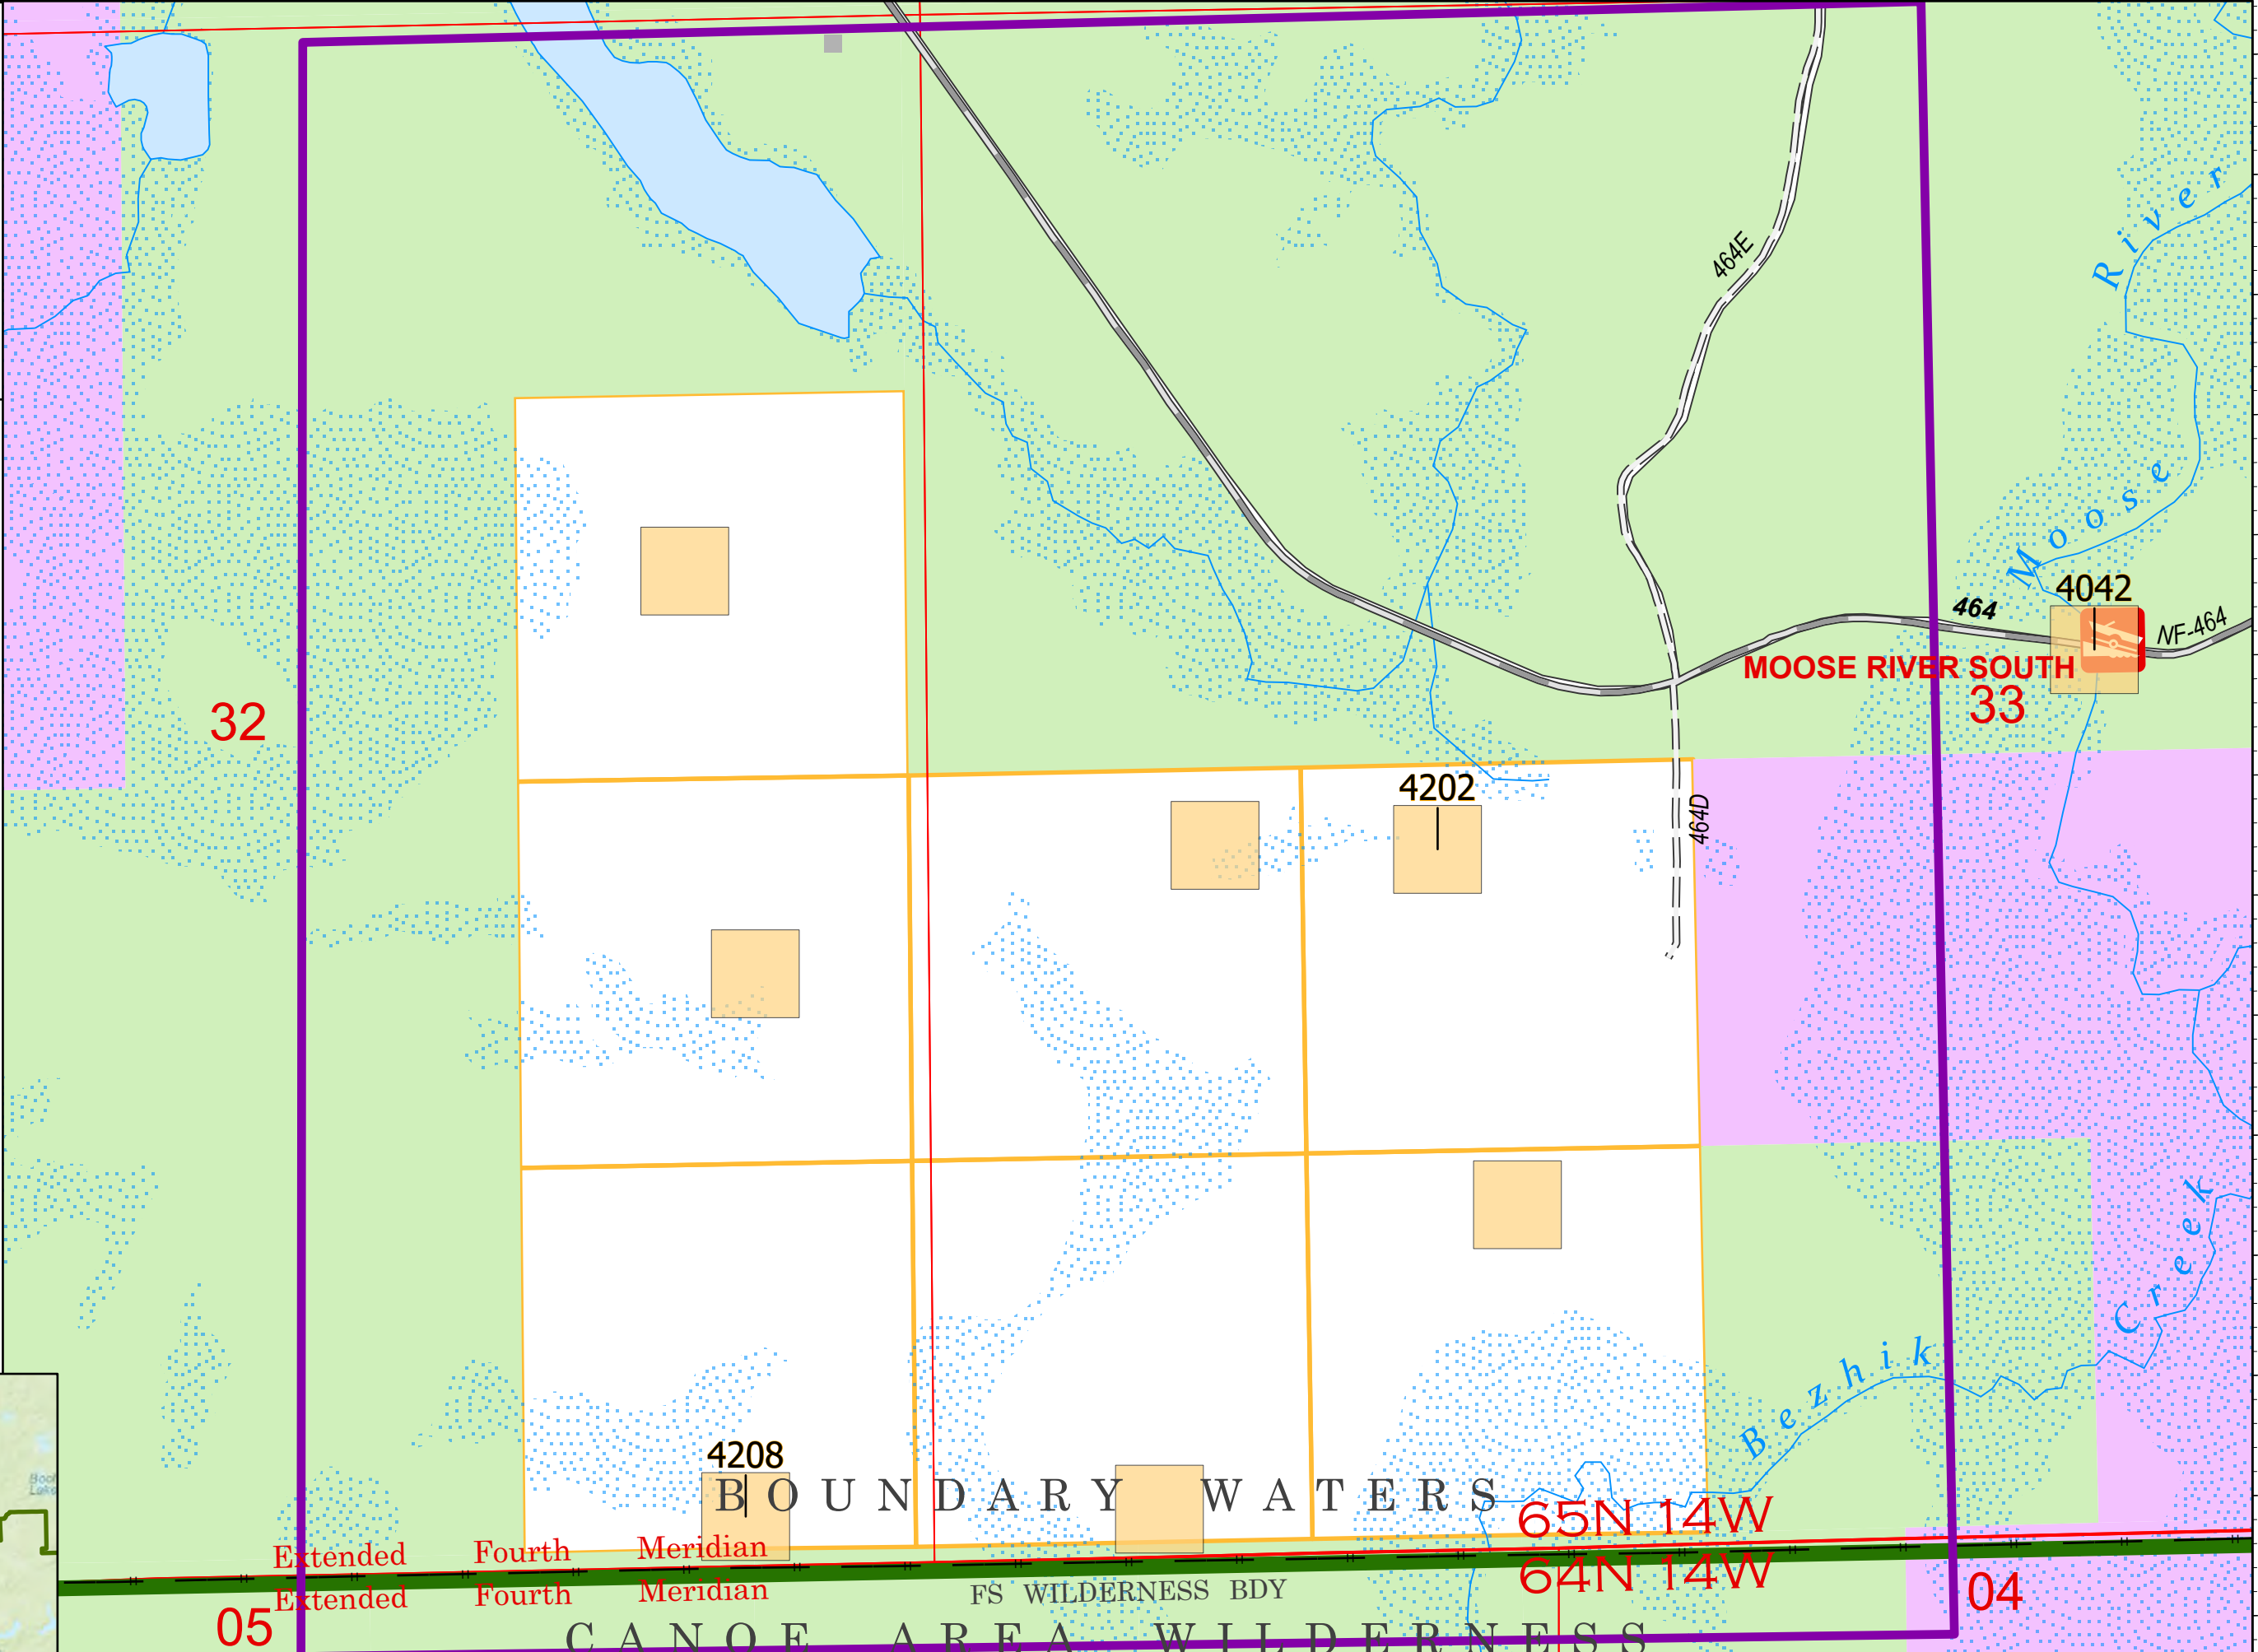 River
464E
Moose
4042
464
NF-464
MOOSE RIVER SOUTH
32
33
4202
464D
Creek
Bezhik
4208
BOUNDARY WATERS
65N 14W
Extended Fourth Meridian
64N 14W
Extended Fourth Meridian
FS WILDERNESS BDY
04
05
CANOE AREA WILDERNESS